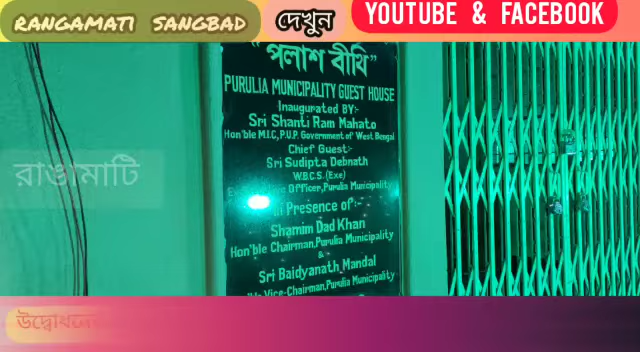 RANGAMATI SANGBAD দেখুন YOUTUBE & FACEBOOK
"পলাশ বীথি"
PURULIA MUNICIPALITY GUEST HOUSE
Inaugurated BY:-
Sri Shanti Ram Mahato
Hon'ble M.I.C,P.U.P. Government of West Bengal
Chief Guest:-
Sri Sudipta Debnath
W.B.C.S. (Exe)
Officer,Purulia Municipality
In Presence of:-
Shamim Dad Khan
Hon'ble Chairman,Purulia Municipality
&
Sri Baidyanath Mandal
Vice-Chairman,Purulia Municipality
রাঙামাটি